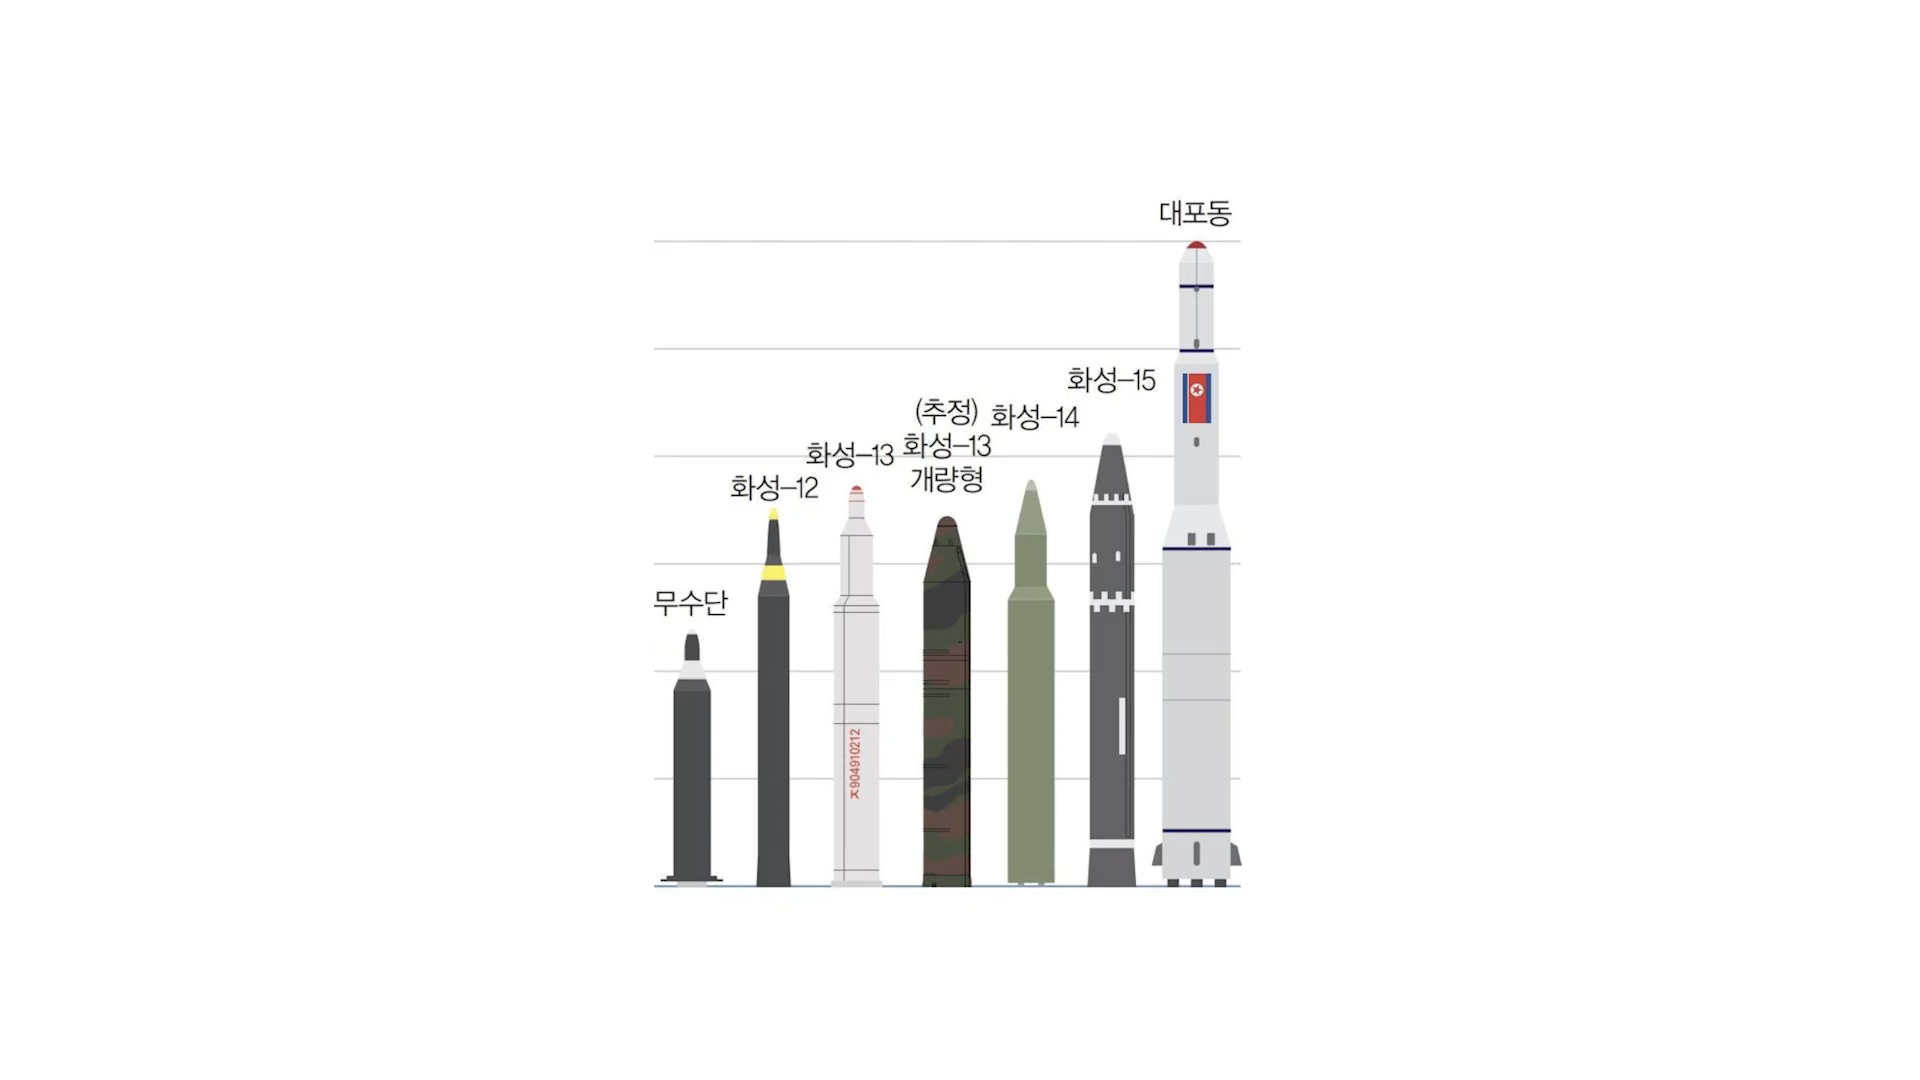 대포동
화성-15
화성-14
(추정)
화성-13
개량형
화성-13
화성-12
무수단
ㅈ904910212